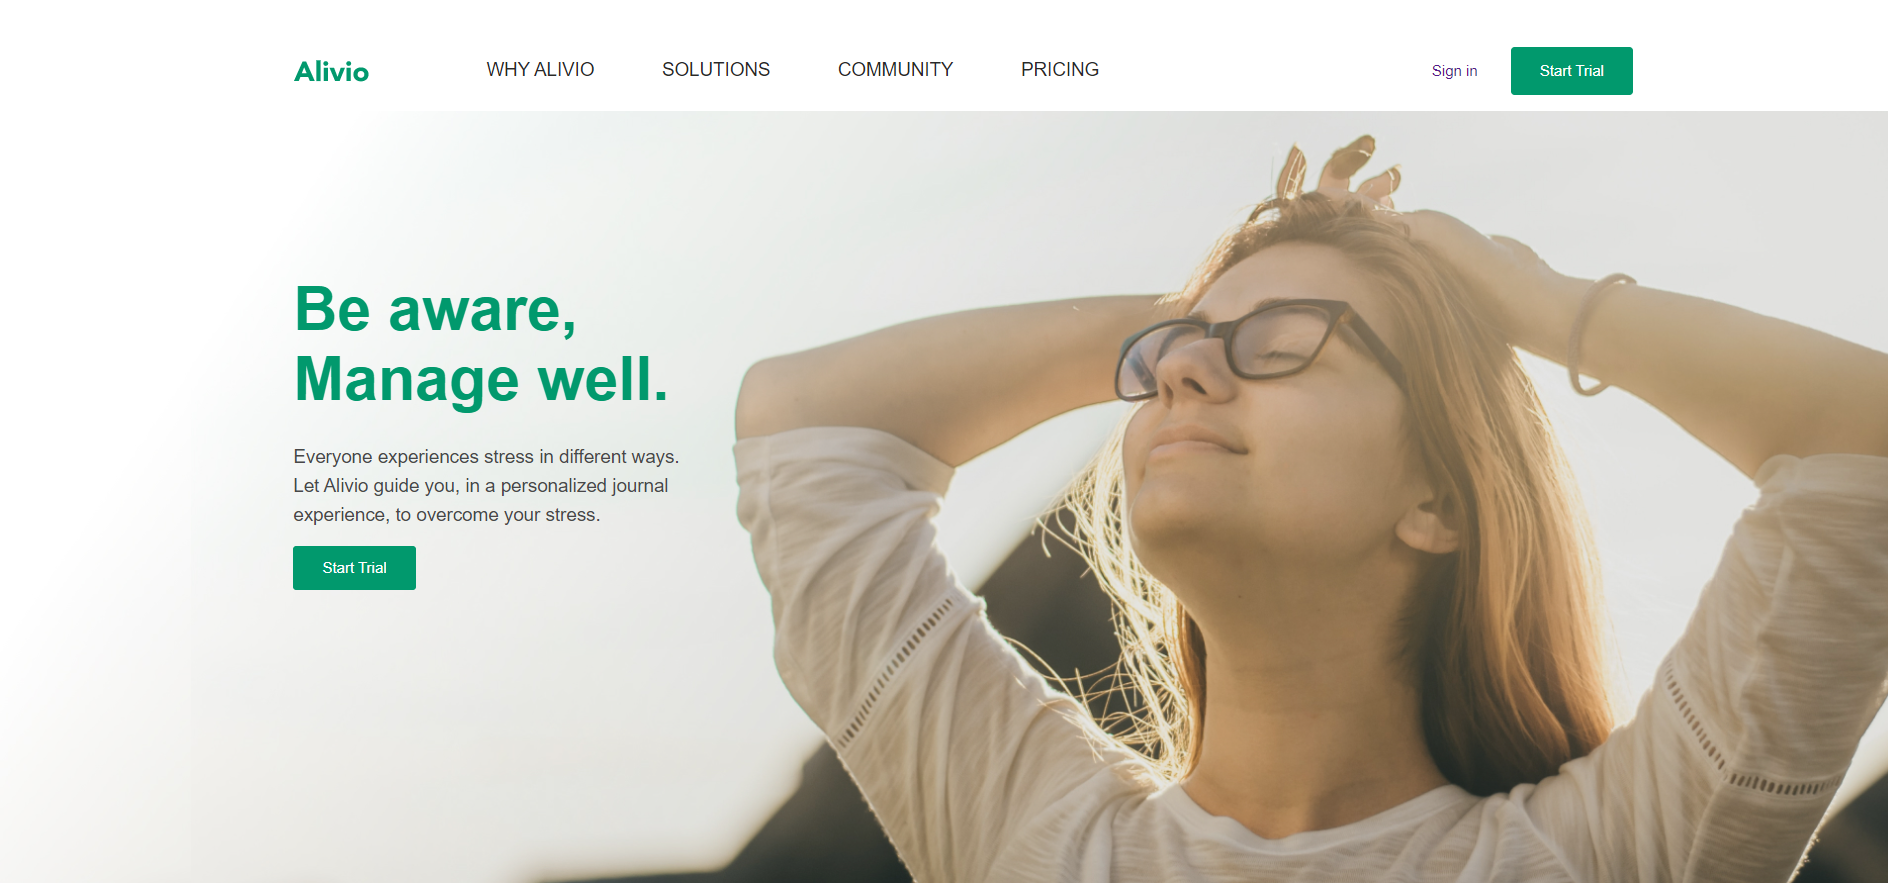 Alivio
WHY ALIVIO
SOLUTIONS
COMMUNITY
PRICING
Sign in
Start Trial
Be aware,
Manage well.
Everyone experiences stress in different ways.
Let Alivio guide you, in a personalized journal
experience, to overcome your stress.
Start Trial